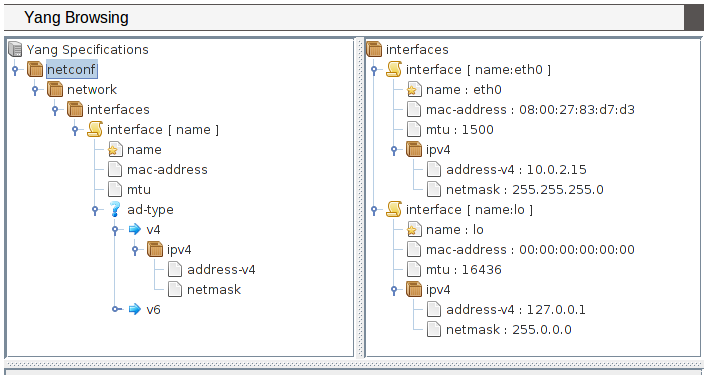 Yang Browsing
Yang Specifications
netconf
network
interfaces
interface [ name ]
name
mac-address
mtu
ad-type
v4
ipv4
address-v4
netmask
v6
interfaces
interface [ name:eth0 ]
name : eth0
mac-address : 08:00:27:83:d7:d3
mtu : 1500
ipv4
address-v4 : 10.0.2.15
netmask : 255.255.255.0
interface [ name:lo ]
name : lo
mac-address : 00:00:00:00:00:00
mtu : 16436
ipv4
address-v4 : 127.0.0.1
netmask : 255.0.0.0